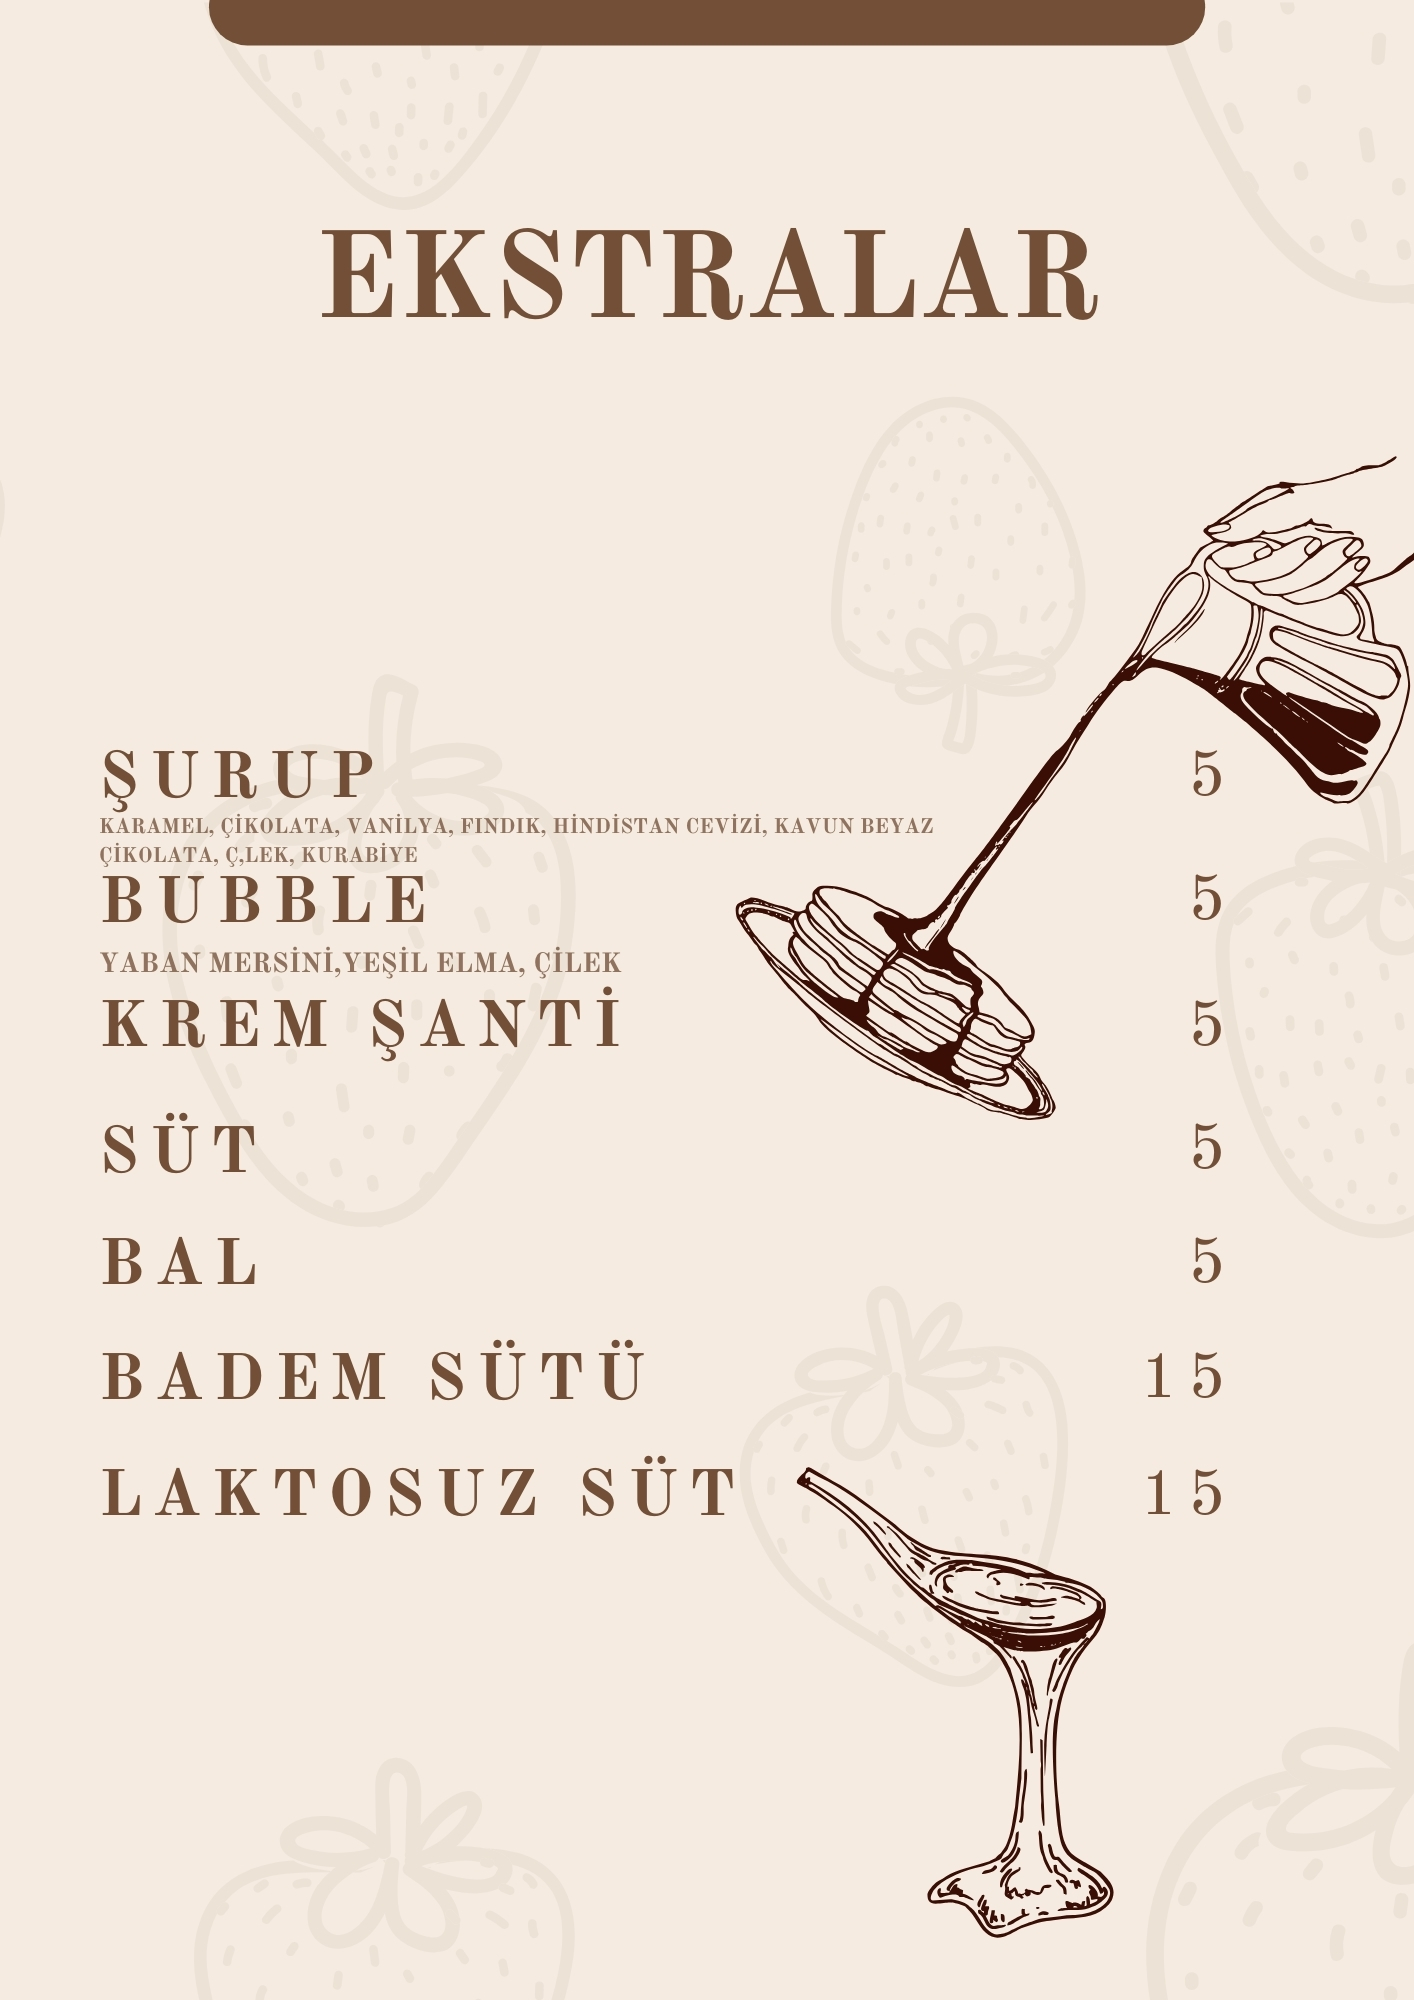 EKSTRALAR
ŞURUP 5
KARAMEL, ÇİKOLATA, VANİLYA, FINDIK, HİNDİSTAN CEVİZİ, KAVUN BEYAZ
ÇİKOLATA, Ç,LEK, KURABİYE
BUBBLE 5
YABAN MERSİNİ,YEŞİL ELMA, ÇİLEK
KREM ŞANTİ 5
SÜT 5
BAL 5
BADEM SÜTÜ 15
LAKTOSUZ SÜT 15